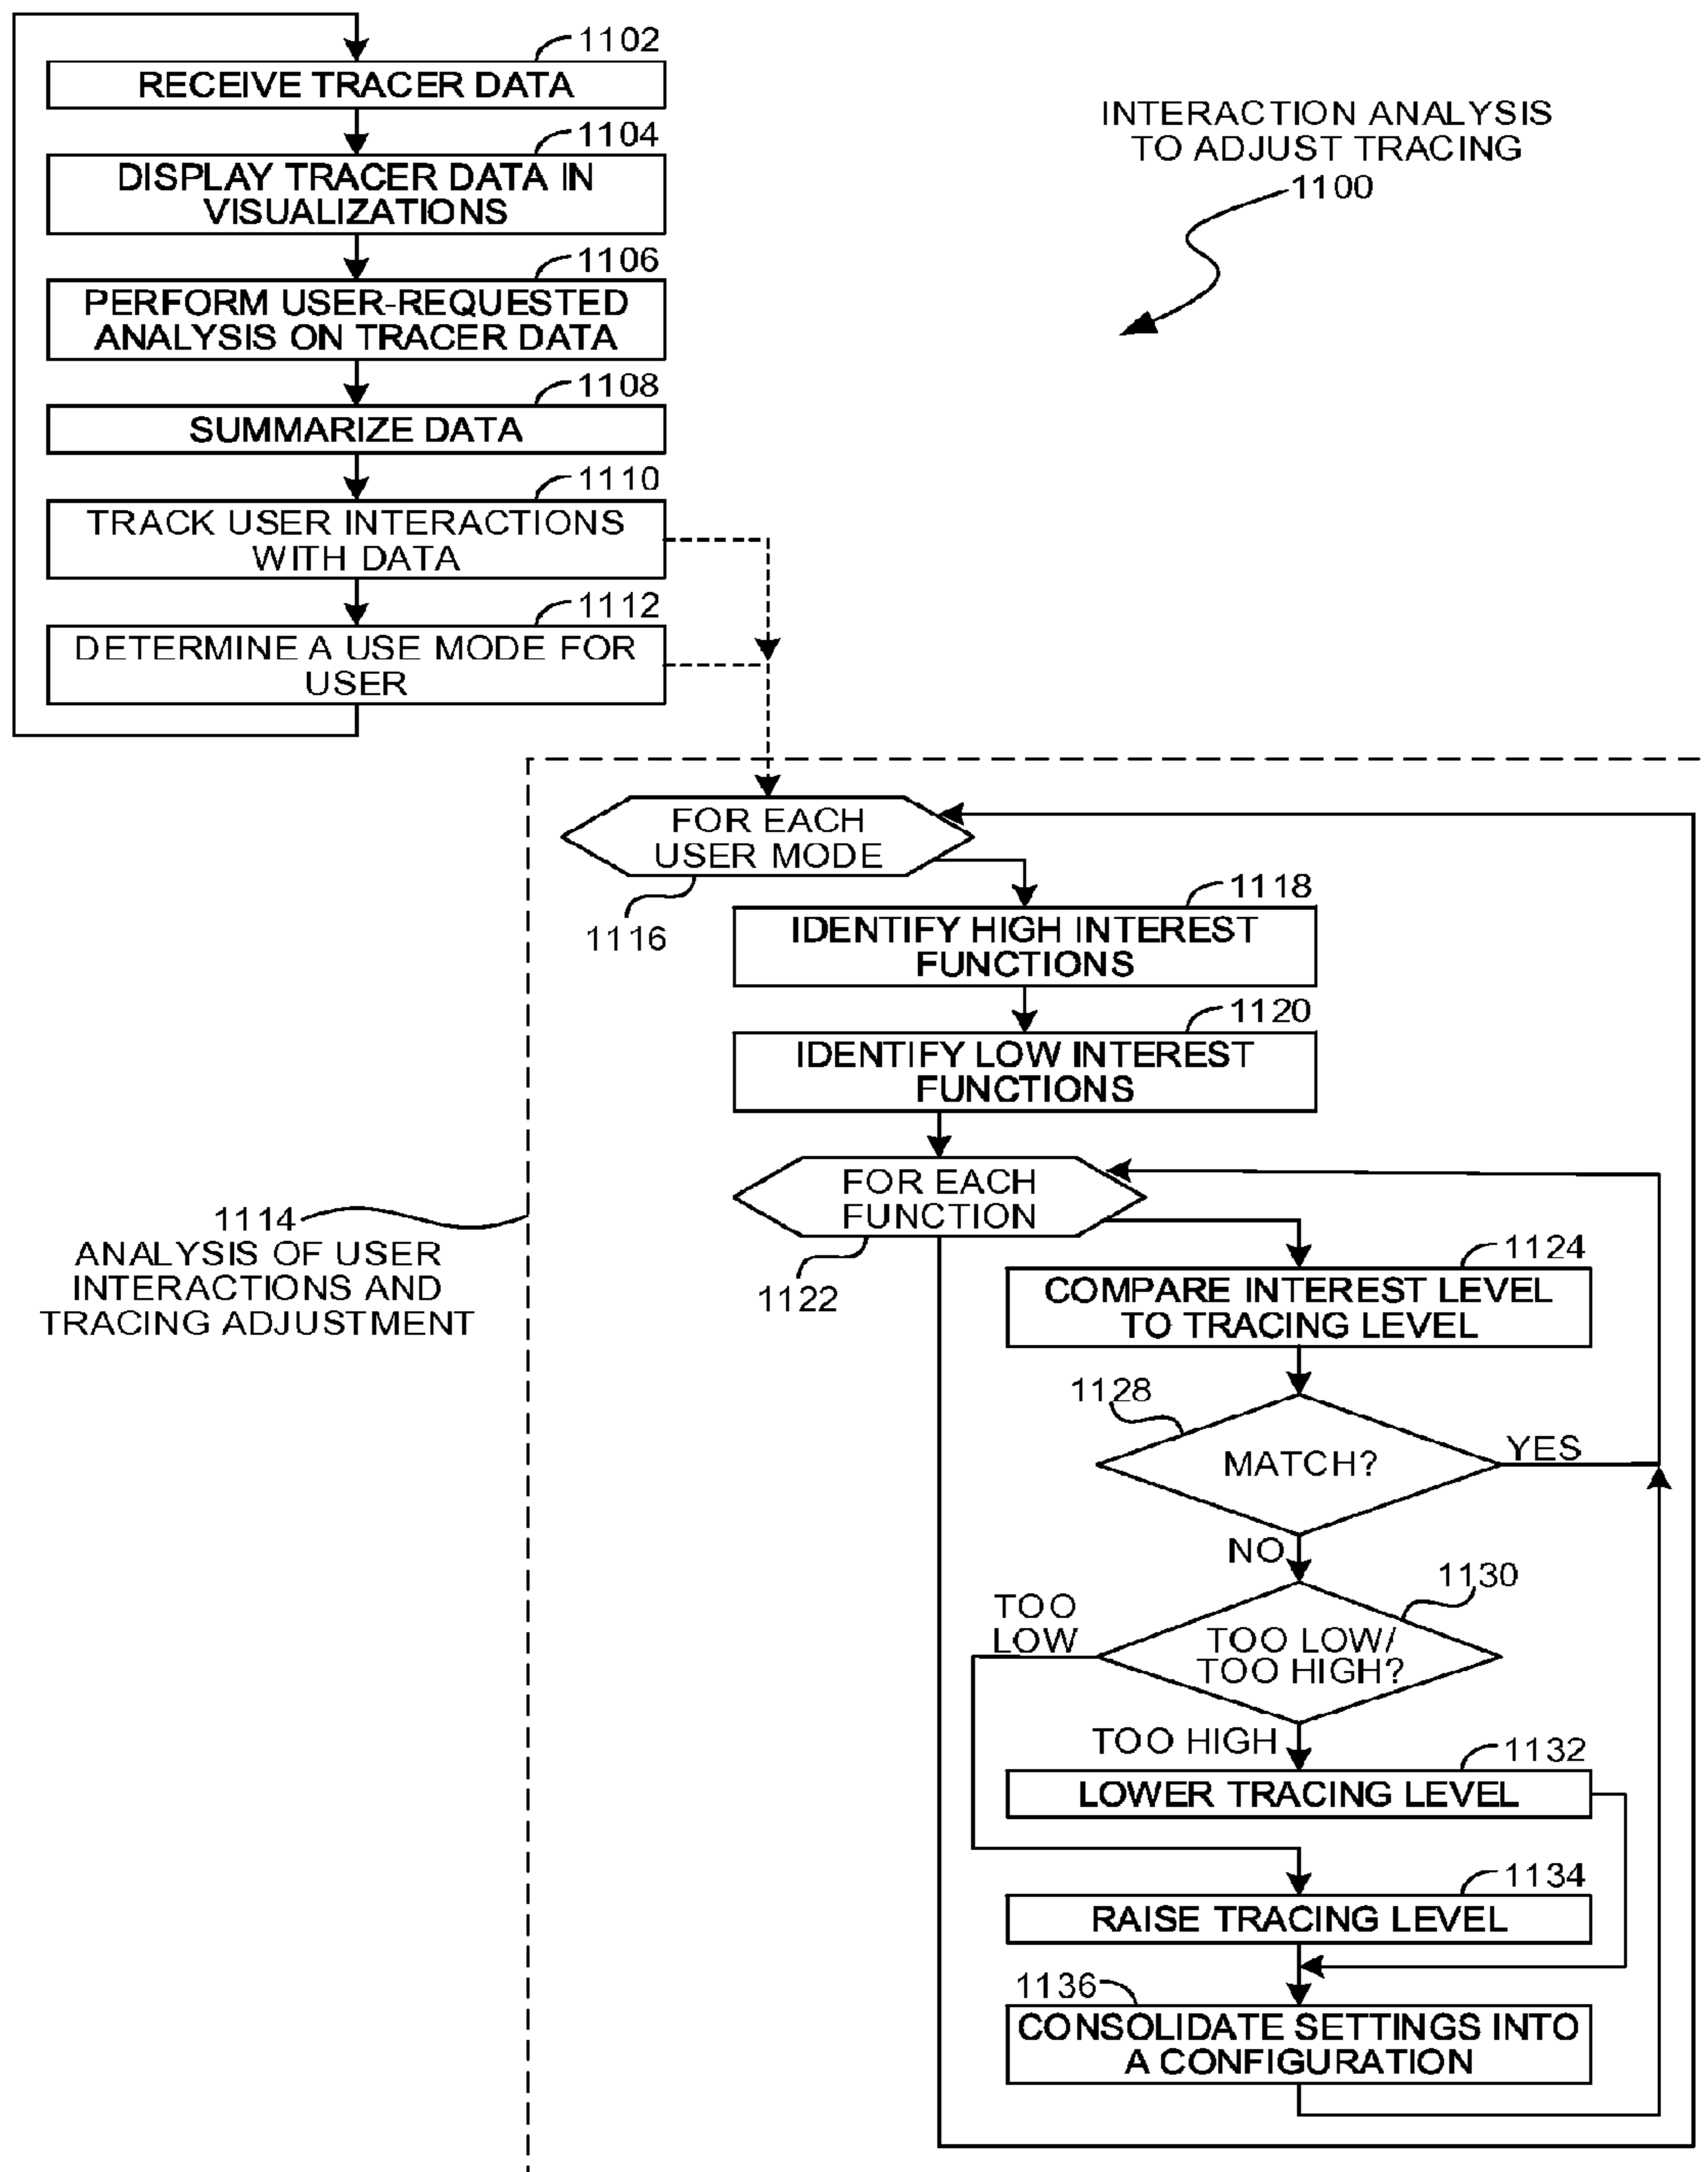 1102
RECEIVE TRACER DATA
1104
DISPLAY TRACER DATA IN
VISUALIZATIONS
1106
PERFORM USER-REQUESTED
ANALYSIS ON TRACER DATA
1108
SUMMARIZE DATA
1110
TRACK USER INTERACTIONS
WITH DATA
1112
DETERMINE A USE MODE FOR
USER
INTERACTION ANALYSIS
TO ADJUST TRACING
1100
FOR EACH
USER MODE
1116
1118
IDENTIFY HIGH INTEREST
FUNCTIONS
1120
IDENTIFY LOW INTEREST
FUNCTIONS
FOR EACH
FUNCTION
1122
1114
ANALYSIS OF USER
INTERACTIONS AND
TRACING ADJUSTMENT
1124
COMPARE INTEREST LEVEL
TO TRACING LEVEL
1128
MATCH?
YES
NO
1130
TOO
LOW
TOO LOW/
TOO HIGH?
TOO HIGH
1132
LOWER TRACING LEVEL
1134
RAISE TRACING LEVEL
1136
CONSOLIDATE SETTINGS INTO
A CONFIGURATION